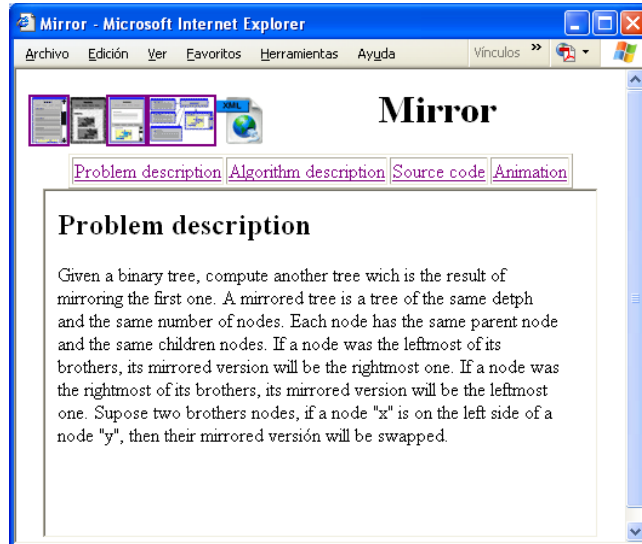 Mirror - Microsoft Internet Explorer
Archivo Edición Ver Favoritos Herramientas Ayuda Vínculos »
XML
Mirror
Problem description Algorithm description Source code Animation
Problem description
Given a binary tree, compute another tree wich is the result of
mirroring the first one. A mirrored tree is a tree of the same detph
and the same number of nodes. Each node has the same parent node
and the same children nodes. If a node was the leftmost of its
brothers, its mirrored version will be the rightmost one. If a node was
the rightmost of its brothers, its mirrored version will be the leftmost
one. Supose two brothers nodes, if a node "x" is on the left side of a
node "y", then their mirrored versión will be swapped.